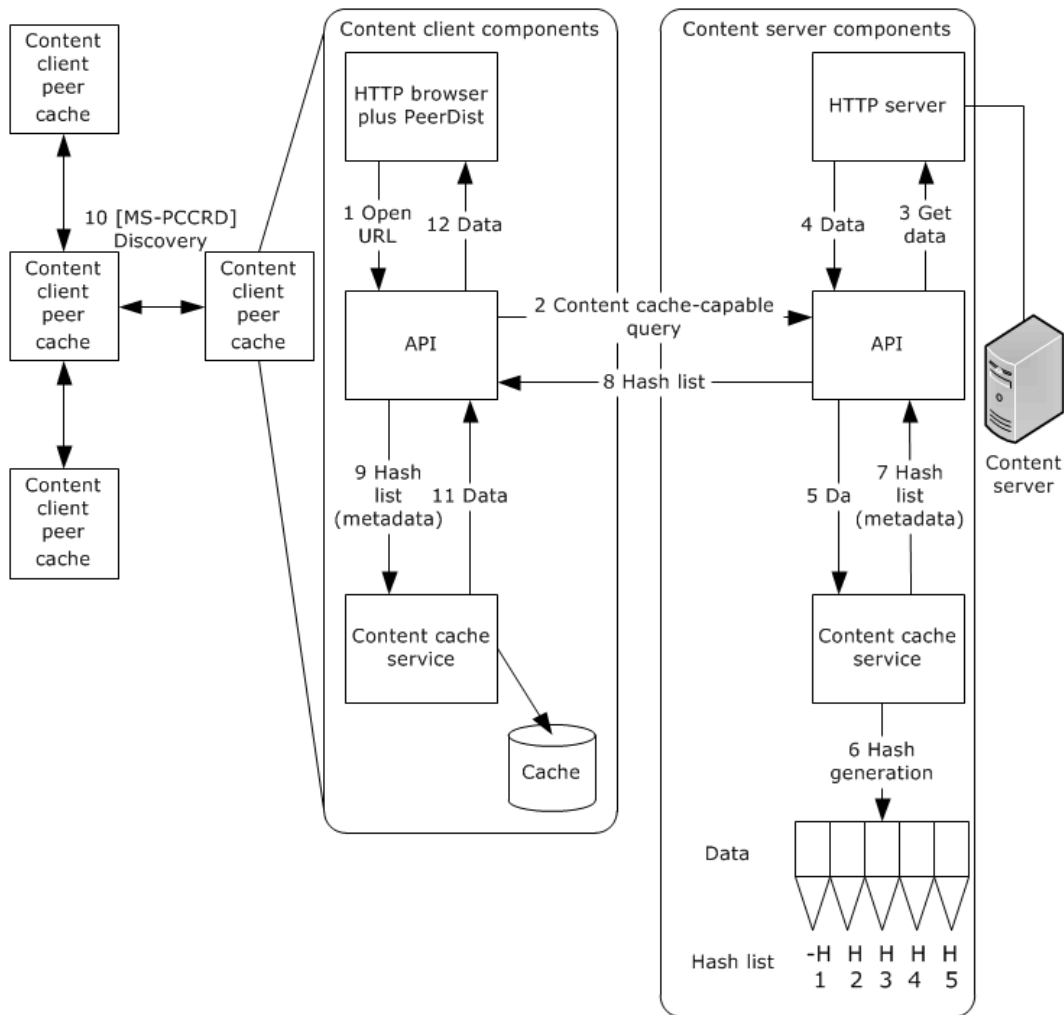 Content
client
peer
cache
10 [MS-PCCRD]
Discovery
Content
client
peer
cache
Content
client
peer
cache
Content
client
peer
cache
Content client components
HTTP browser
plus PeerDist
1 Open
URL
12 Data
API
2 Content cache-capable
query
8 Hash list
9 Hash
list
(metadata)
11 Data
Content cache
service
Cache
Content server components
HTTP server
4 Data
3 Get
data
API
5 Da
7 Hash
list
(metadata)
Content cache
service
6 Hash
generation
Data
Hash list
-H H H H H
1 2 3 4 5
Content
server